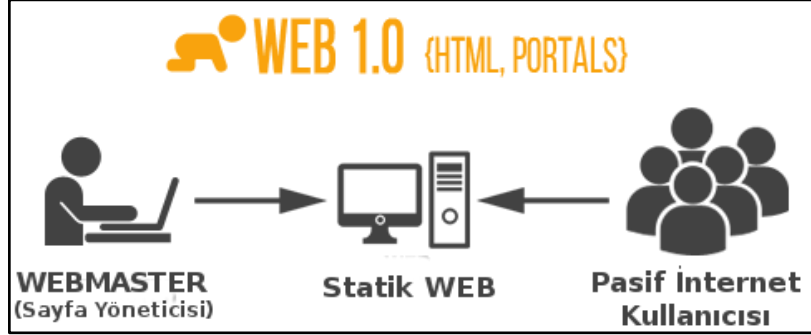 WEB 1.0 {HTML, PORTALS}
WEBMASTER
(Sayfa Yöneticisi)
Statik WEB
Pasif İnternet
Kullanıcısı